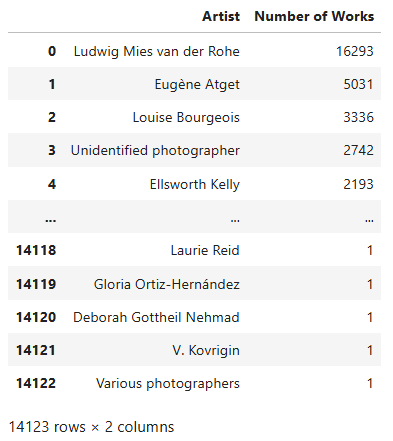 Artist Number of Works
0 Ludwig Mies van der Rohe 16293
1 Eugène Atget 5031
2 Louise Bourgeois 3336
3 Unidentified photographer 2742
4 Ellsworth Kelly 2193
... ... ...
14118 Laurie Reid 1
14119 Gloria Ortiz-Hernández 1
14120 Deborah Gottheil Nehmad 1
14121 V. Kovrigin 1
14122 Various photographers 1
14123 rows × 2 columns